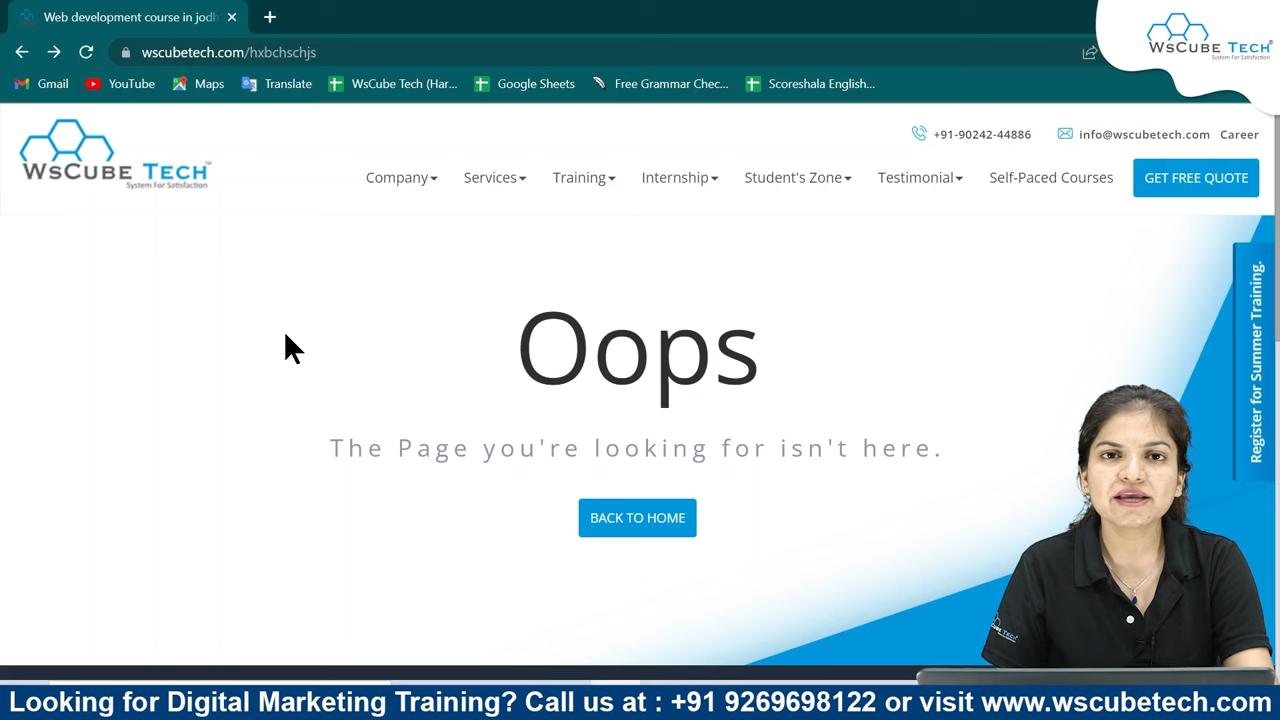 Web development course in jodh
wscubetech.com/hxbchschjs
Gmail YouTube Maps Translate WsCube Tech (Har... Google Sheets Free Grammar Chec... Scoreshala English...
WsCube Tech®
System For Satisfaction
WsCube Tech™
System For Satisfaction
+91-90242-44886 info@wscubetech.com Career
Company Services Training Internship Student's Zone Testimonial Self-Paced Courses GET FREE QUOTE
Register for Summer Training.
Oops
The Page you're looking for isn't here.
BACK TO HOME
Looking for Digital Marketing Training? Call us at : +91 9269698122 or visit www.wscubetech.com